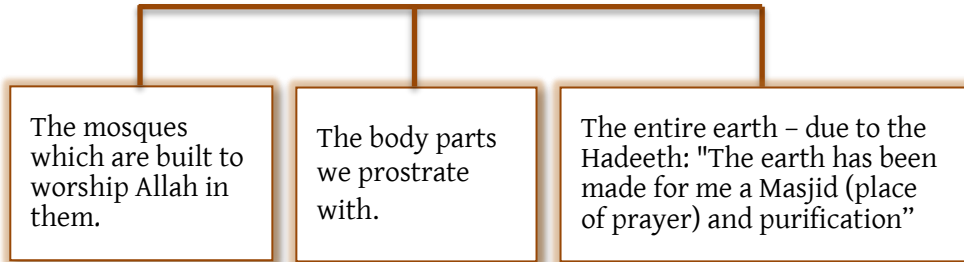 The mosques
which are built to
worship Allah in
them.
The body parts
we prostrate
with.
The entire earth – due to the
Hadeeth: "The earth has been
made for me a Masjid (place
of prayer) and purification”